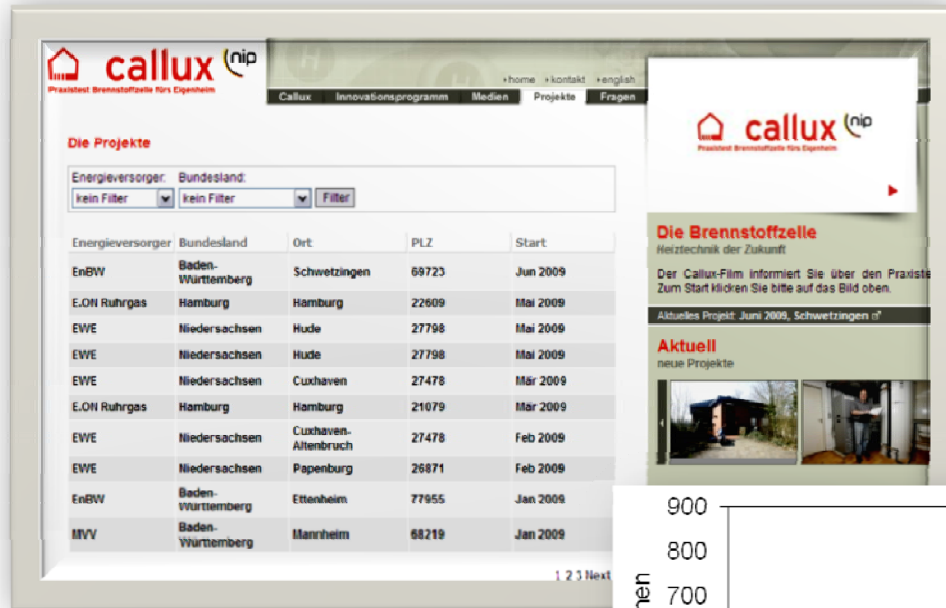 callux nip
Praxistest Brennstoffzelle fürs Eigenheim
home kontakt english
Callux Innovationsprogramm Medien Projekte Fragen
Die Projekte
Energieversorger: Bundesland:
kein Filter kein Filter Filter
Energieversorger Bundesland Ort PLZ Start
EnBW Baden-Württemberg Schwetzingen 69723 Jun 2009
E.ON Ruhrgas Hamburg Hamburg 22609 Mai 2009
EWE Niedersachsen Hude 27798 Mai 2009
EWE Niedersachsen Hude 27798 Mai 2009
EWE Niedersachsen Cuxhaven 27478 Mär 2009
E.ON Ruhrgas Hamburg Hamburg 21079 Mär 2009
EWE Niedersachsen Cuxhaven-Altenbruch 27478 Feb 2009
EWE Niedersachsen Papenburg 26871 Feb 2009
EnBW Baden-Württemberg Ettenheim 77955 Jan 2009
MVV Baden-Württemberg Mannheim 68219 Jan 2009
1 2 3 Next
callux nip
Praxistest Brennstoffzelle fürs Eigenheim
Die Brennstoffzelle
Heiztechnik der Zukunft
Der Callux-Film informiert Sie über den Praxiste
Zum Start klicken Sie bitte auf das Bild oben.
Aktuelles Projekt: Juni 2009, Schwetzingen
Aktuell
neue Projekte
900
800
700